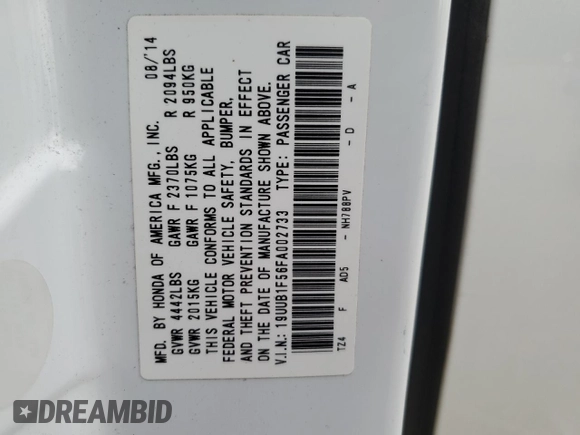 MFD. BY HONDA OF AMERICA MFG., INC. 08/'14
GVWR 4442LBS GAWR F 2370LBS R 2094LBS
GVWR 2015KG GAWR F 1075KG R 950KG
THIS VEHICLE CONFORMS TO ALL APPLICABLE
FEDERAL MOTOR VEHICLE SAFETY, BUMPER,
AND THEFT PREVENTION STANDARDS IN EFFECT
ON THE DATE OF MANUFACTURE SHOWN ABOVE.
V.I.N.: 19UUB1F56FA002733 TYPE: PASSENGER CAR
TZ4 F AD5 - NH788PV - D - A
DREAMBID